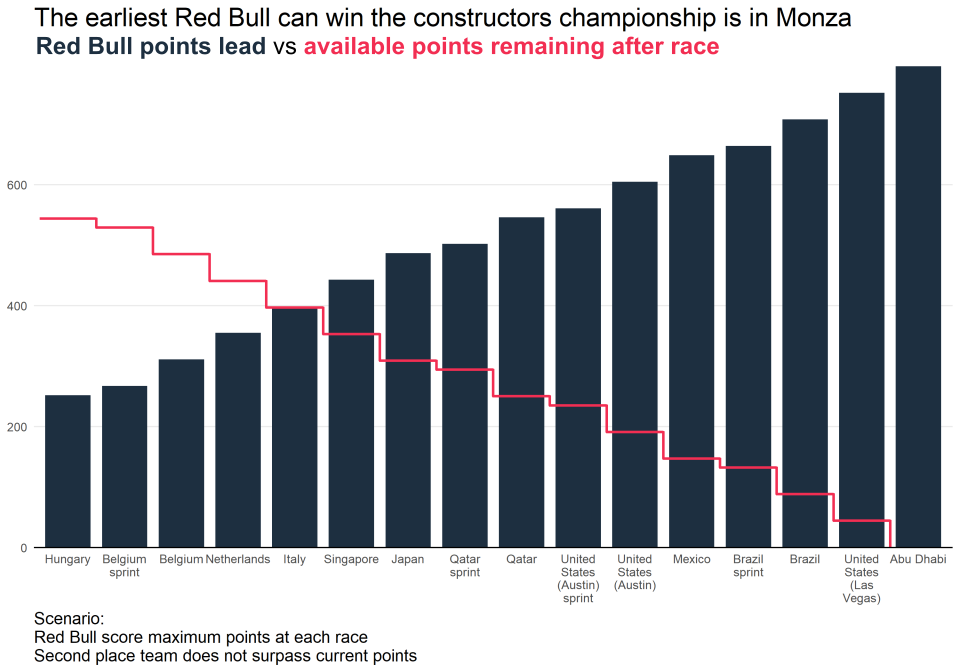 The earliest Red Bull can win the constructors championship is in Monza
Red Bull points lead vs available points remaining after race
600
400
200
0
Hungary
Belgium
sprint
Belgium
Netherlands
Italy
Singapore
Japan
Qatar
sprint
Qatar
United
States
(Austin)
sprint
United
States
(Austin)
Mexico
Brazil
sprint
Brazil
United
States
(Las
Vegas)
Abu Dhabi
Scenario:
Red Bull score maximum points at each race
Second place team does not surpass current points